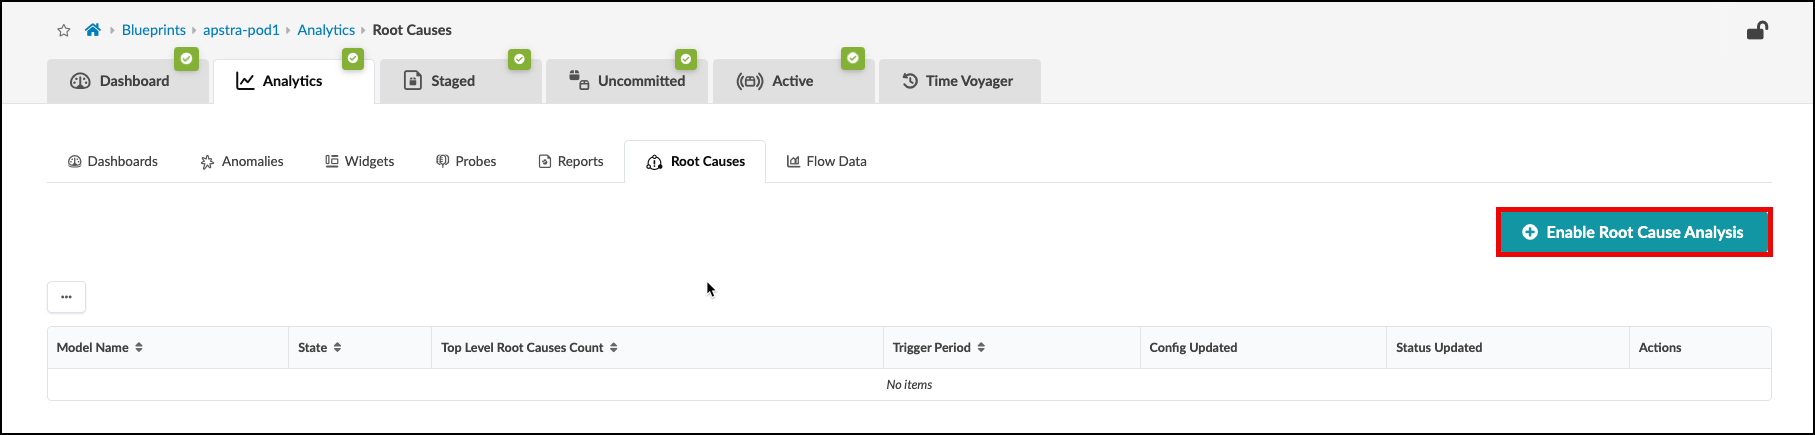 Blueprints apstra-pod1 Analytics Root Causes
Dashboard Analytics Staged Uncommitted Active Time Voyager
Dashboards Anomalies Widgets Probes Reports Root Causes Flow Data
Enable Root Cause Analysis
...
Model Name State Top Level Root Causes Count Trigger Period Config Updated Status Updated Actions
No items